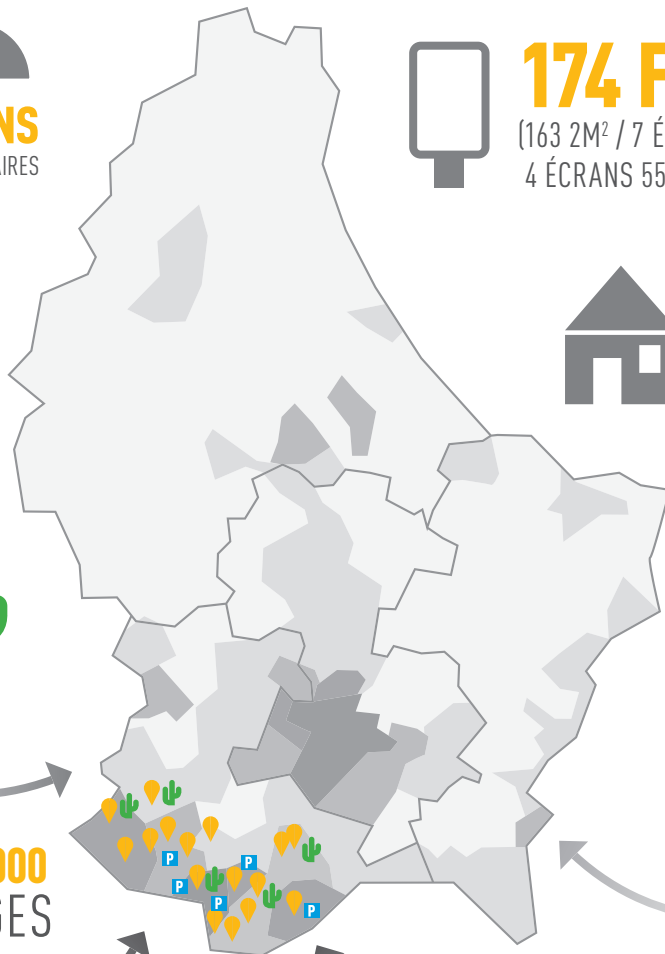 174 F
(163 2M² / 7 É
4 ÉCRANS 55
NS
AIRES
000
GES
P
P
P
P
P